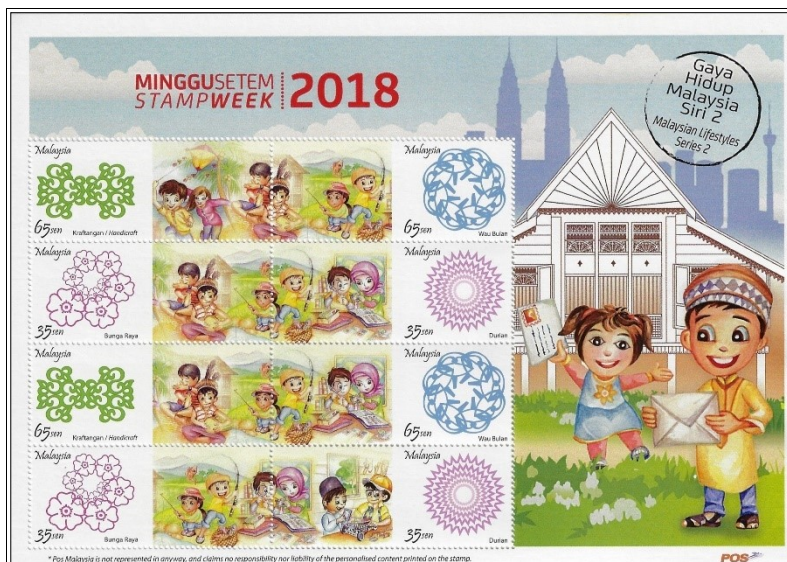 MINGGUSETEM
STAMPWEEK
2018
Gaya
Hidup
Malaysia
Siri 2
Malaysian Lifestyles
Series 2
Malaysia
65sen
Kraftangan / Handicraft
Malaysia
65sen
Wau Bulan
Malaysia
35sen
Bunga Raya
Malaysia
35sen
Durian
Malaysia
65sen
Kraftangan / Handicraft
Malaysia
65sen
Wau Bulan
Malaysia
35sen
Bunga Raya
Malaysia
35sen
Durian
* Pos Malaysia is not represented in anyway, and claims no responsibility nor liability of the personalised content printed on the stamp.
POS